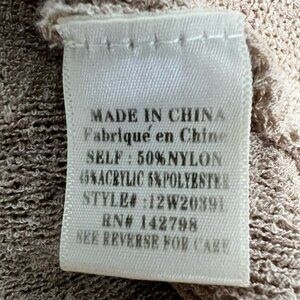 MADE IN CHINA
Fabriqué en Chine
SELF : 50%NYLON
45%ACRYLIC 5%POLYESTER
STYLE#: 12W20391
RN# 142798
SEE REVERSE FOR CARE